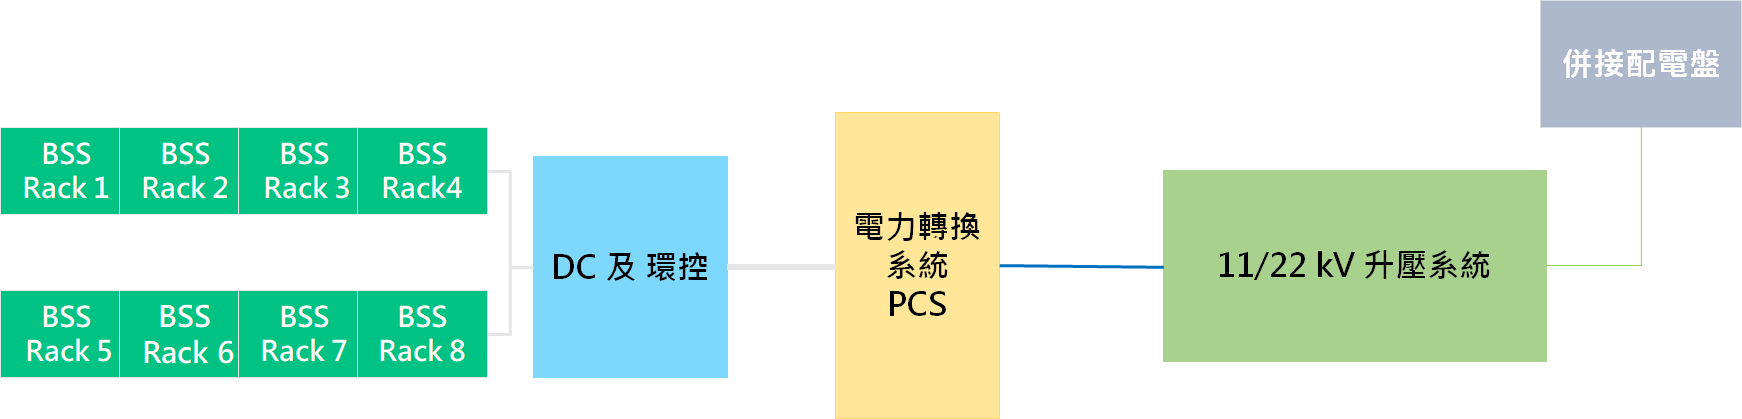 併接配電盤
BSS
Rack 1
BSS
Rack 2
BSS
Rack 3
BSS
Rack4
BSS
Rack 5
BSS
Rack 6
BSS
Rack 7
BSS
Rack 8
DC 及 環控
電力轉換
系統
PCS
11/22 kV 升壓系統